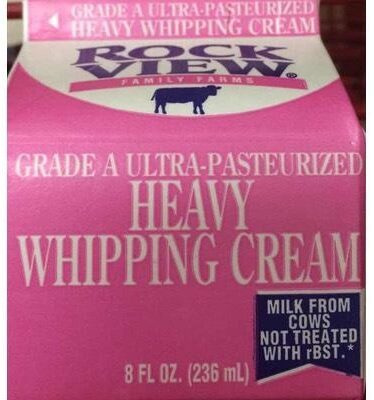 GRADE A ULTRA-PASTEURIZED
HEAVY WHIPPING CREAM
ROCK
VIEW®
FAMILY FARMS
GRADE A ULTRA-PASTEURIZED
HEAVY
WHIPPING CREAM
MILK FROM
COWS
NOT TREATED
WITH rBST.*
8 FL OZ. (236 mL)